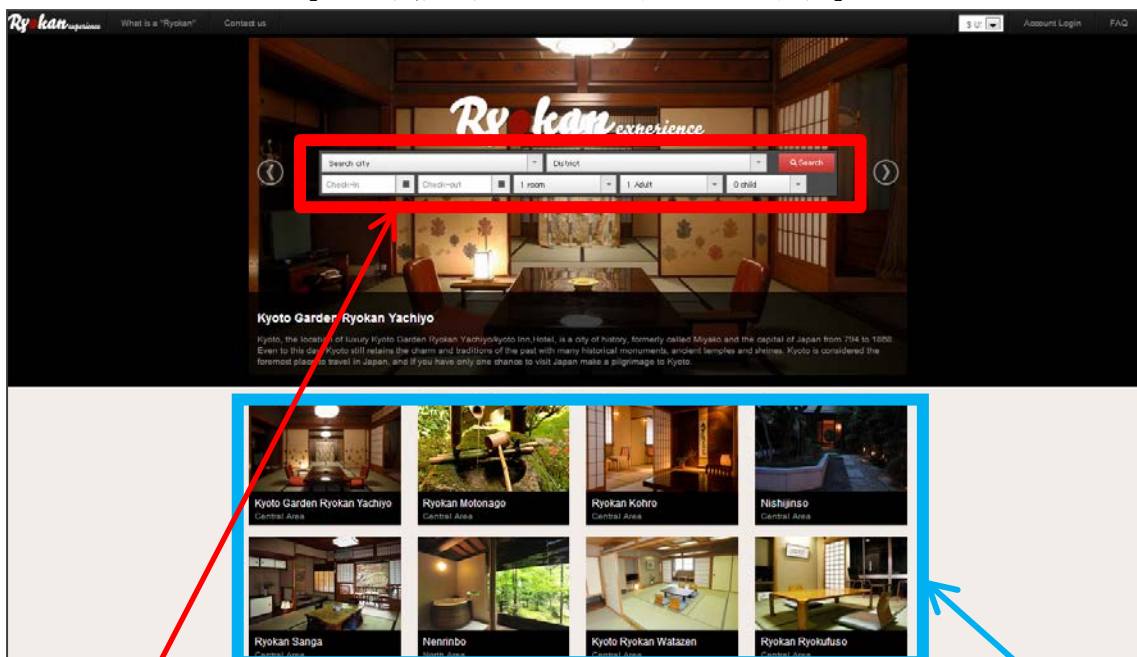 Ryokan experience What is a "Ryokan" Contact us Account Login FAQ
Ryokan experience
Search city District Search
Check-in Check-out 1 room 1 Adult 0 child
Kyoto Garden Ryokan Yachiyo
Kyoto, the location of luxury Kyoto Garden Ryokan Yachiyo/kyoto Inn,Hotel, is a city of history, formerly called Miyako and the capital of Japan from 794 to 1868.
Even to this day Kyoto still retains the charm and traditions of the past with many historical monuments, ancient temples and shrines. Kyoto is considered the
foremost place to travel in Japan, and if you have only one chance to visit Japan make a pilgrimage to Kyoto.
Kyoto Garden Ryokan Yachiyo Ryokan Motonago Ryokan Kohro Nishijinso
Central Area Central Area Central Area Central Area
Ryokan Sanga Nenrinbo Kyoto Ryokan Watazen Ryokan Ryokufuso
Central Area North Area Central Area Central Area